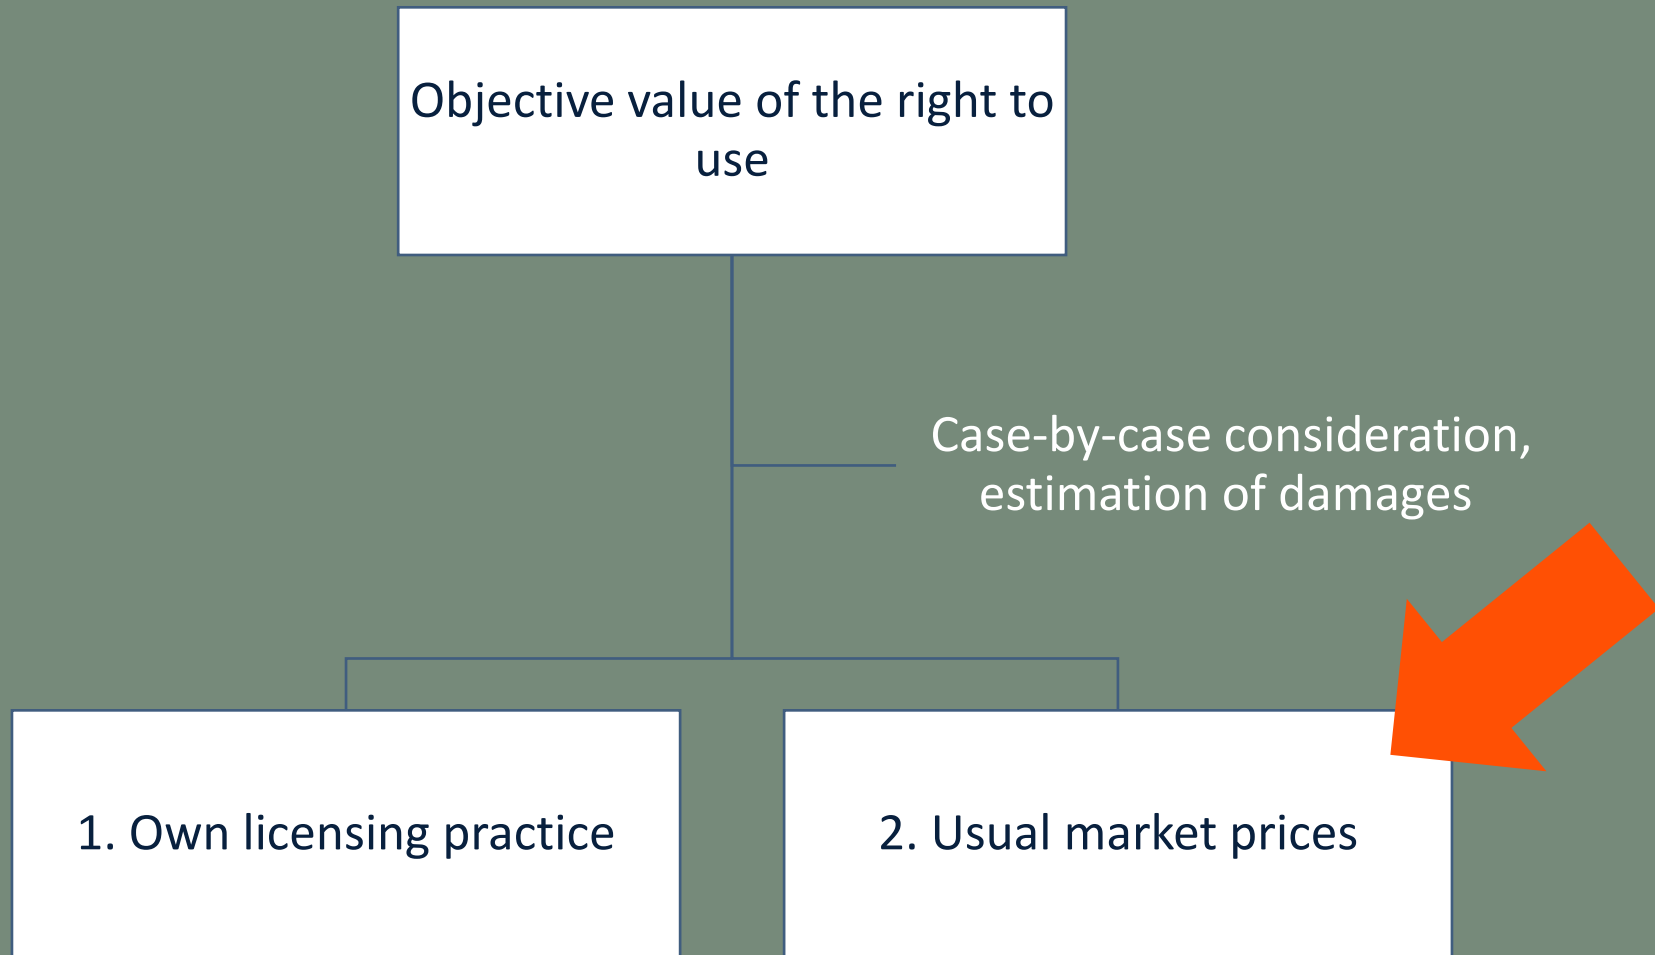 Objective value of the right to
use
Case-by-case consideration,
estimation of damages
1. Own licensing practice
2. Usual market prices